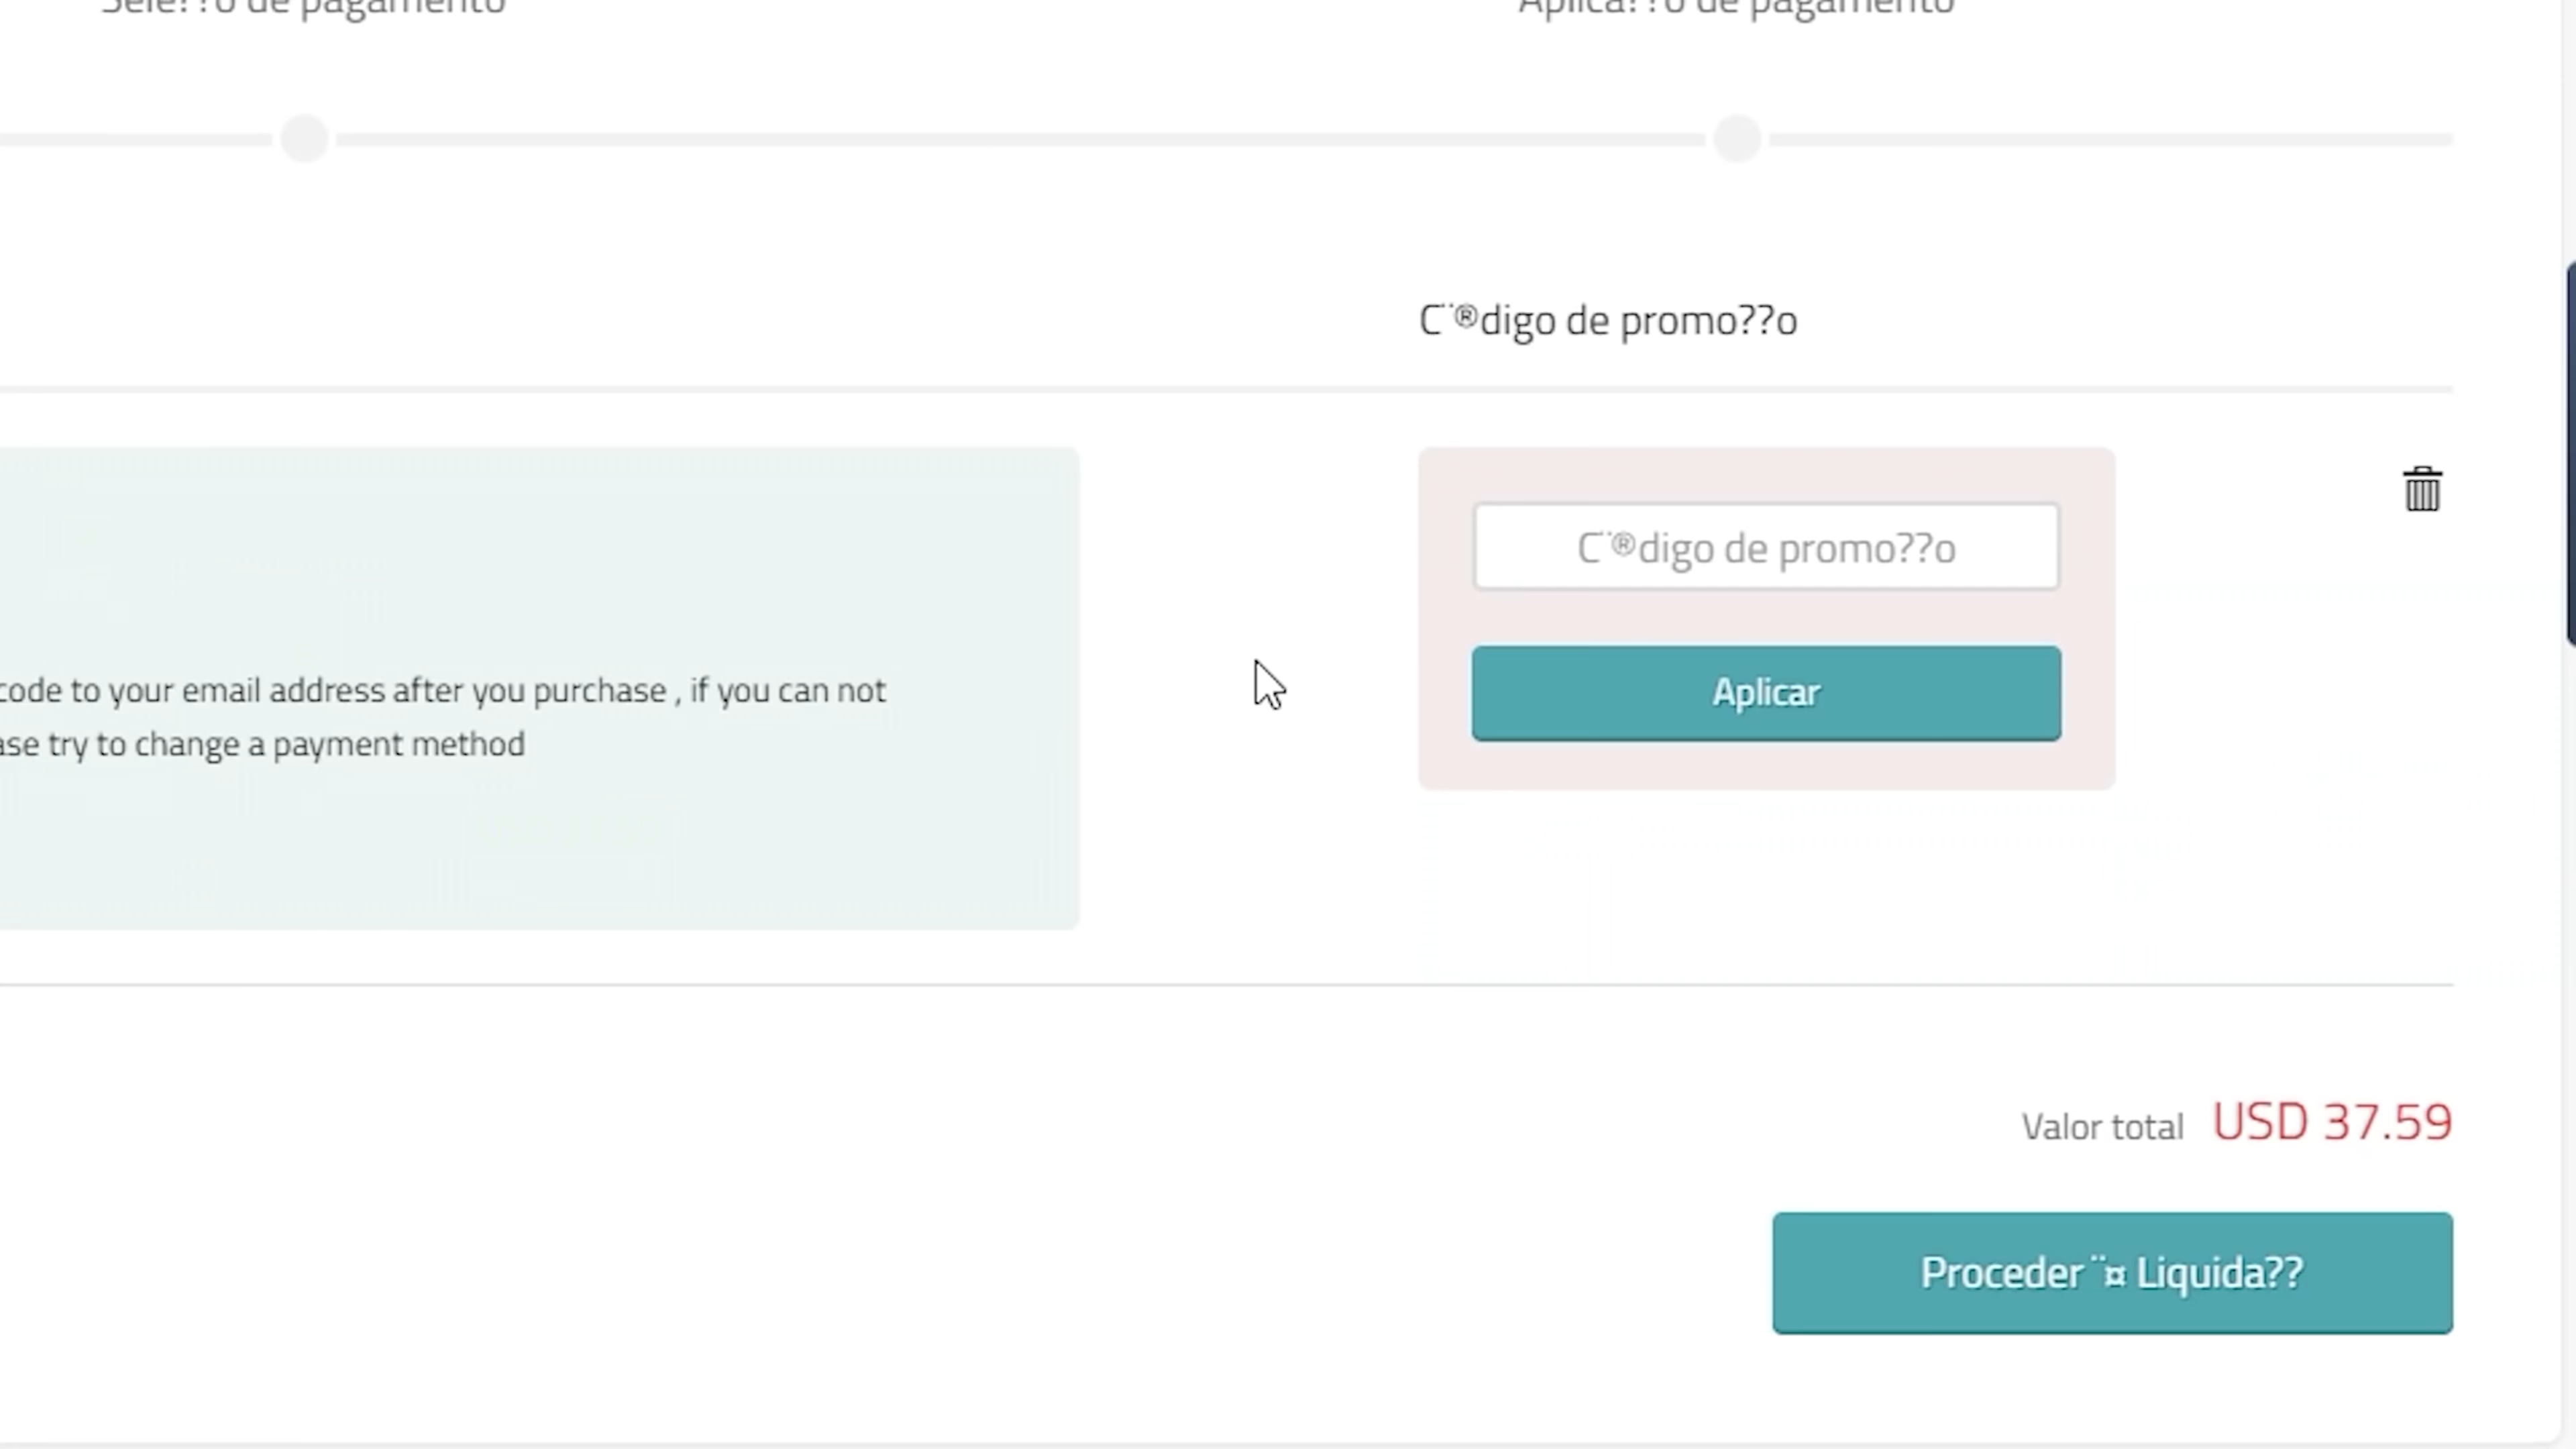 Sele??o de pagamento
Aplica??o de pagamento
C¨®digo de promo??o
C¨®digo de promo??o
Aplicar
code to your email address after you purchase , if you can not
ase try to change a payment method
Valor total USD 37.59
Proceder ¨¤ Liquida??